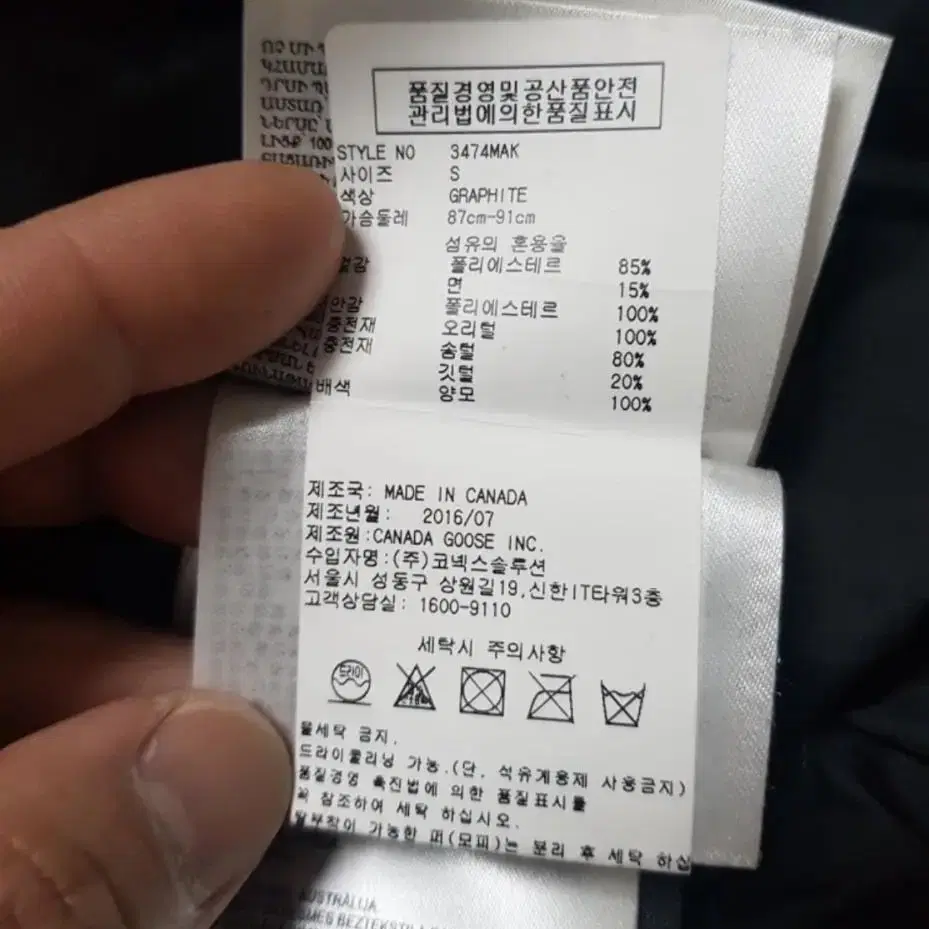 품질경영및공산품안전
관리법에의한품질표시
STYLE NO 3474MAK
사이즈 S
색상 GRAPHITE
가슴둘레 87cm-91cm
섬유의 혼용율
겉감 폴리에스테르 85%
면 15%
안감 폴리에스테르 100%
충전재 오리털 100%
충전재 솜털 80%
깃털 20%
배색 양모 100%
제조국: MADE IN CANADA
제조년월: 2016/07
제조원:CANADA GOOSE INC.
수입자명:(주)코넥스솔루션
서울시 성동구 상원길19,신한IT타워3층
고객상담실: 1600-9110
세탁시 주의사항
드라이
물세탁 금지.
드라이클리닝 가능.(단, 석유계용제 사용금지)
품질경영 촉진법에 의한 품질표시를
꼭 참조하여 세탁 하십시오.
탈부착이 가능한 퍼(모피)는 분리 후 세탁 하십
AUSTRALIJA